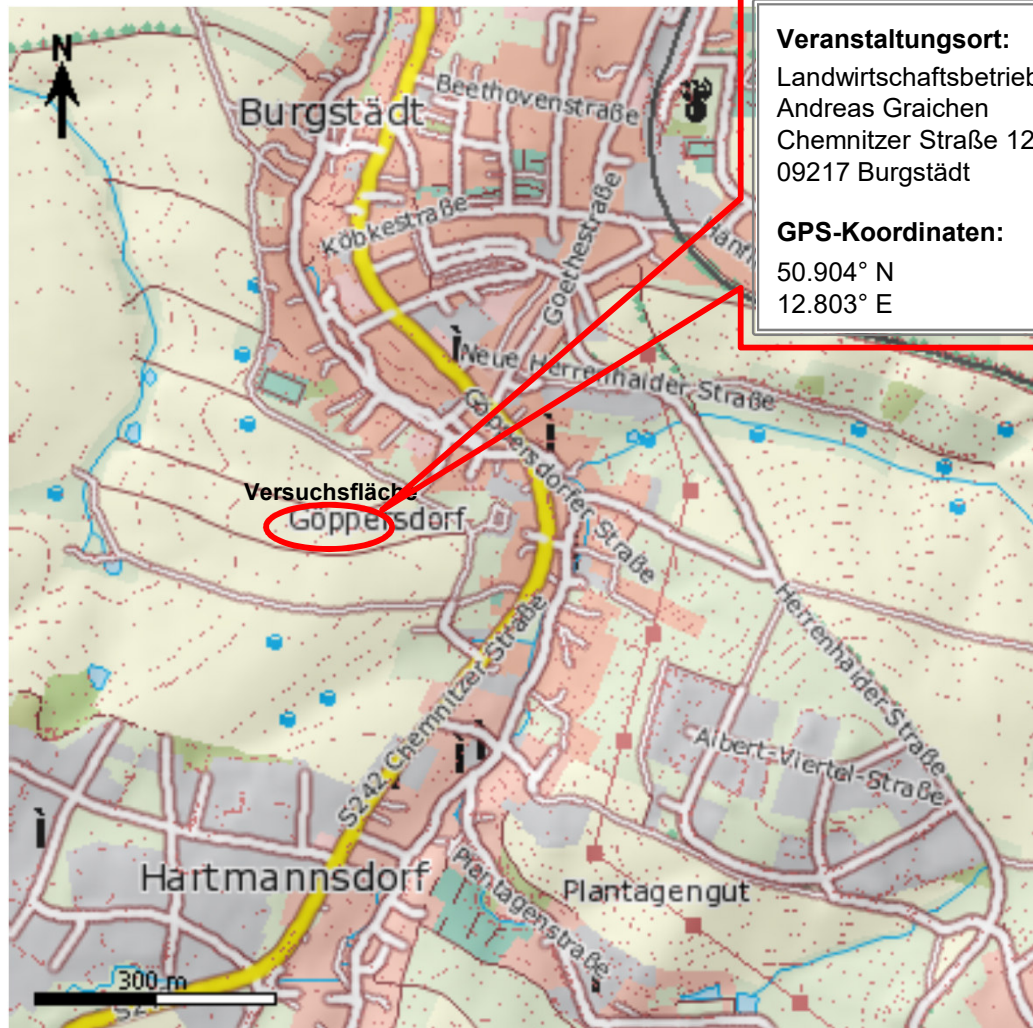 N
Burgstädt
Beethovenstraße
Köbkestraße
Goethestraße
Neue Herrenhaider Straße
Göppersdorfer Straße
Versuchsfläche
Göppersdorf
Herrenhaider-Straße
Albert-Viertel-Straße
S242 Chemnitzer Straße
Hartmannsdorf
Plantagengut
Plantagenstraße
300 m
Veranstaltungsort:
Landwirtschaftsbetrieb
Andreas Graichen
Chemnitzer Straße 12
09217 Burgstädt
GPS-Koordinaten:
50.904° N
12.803° E